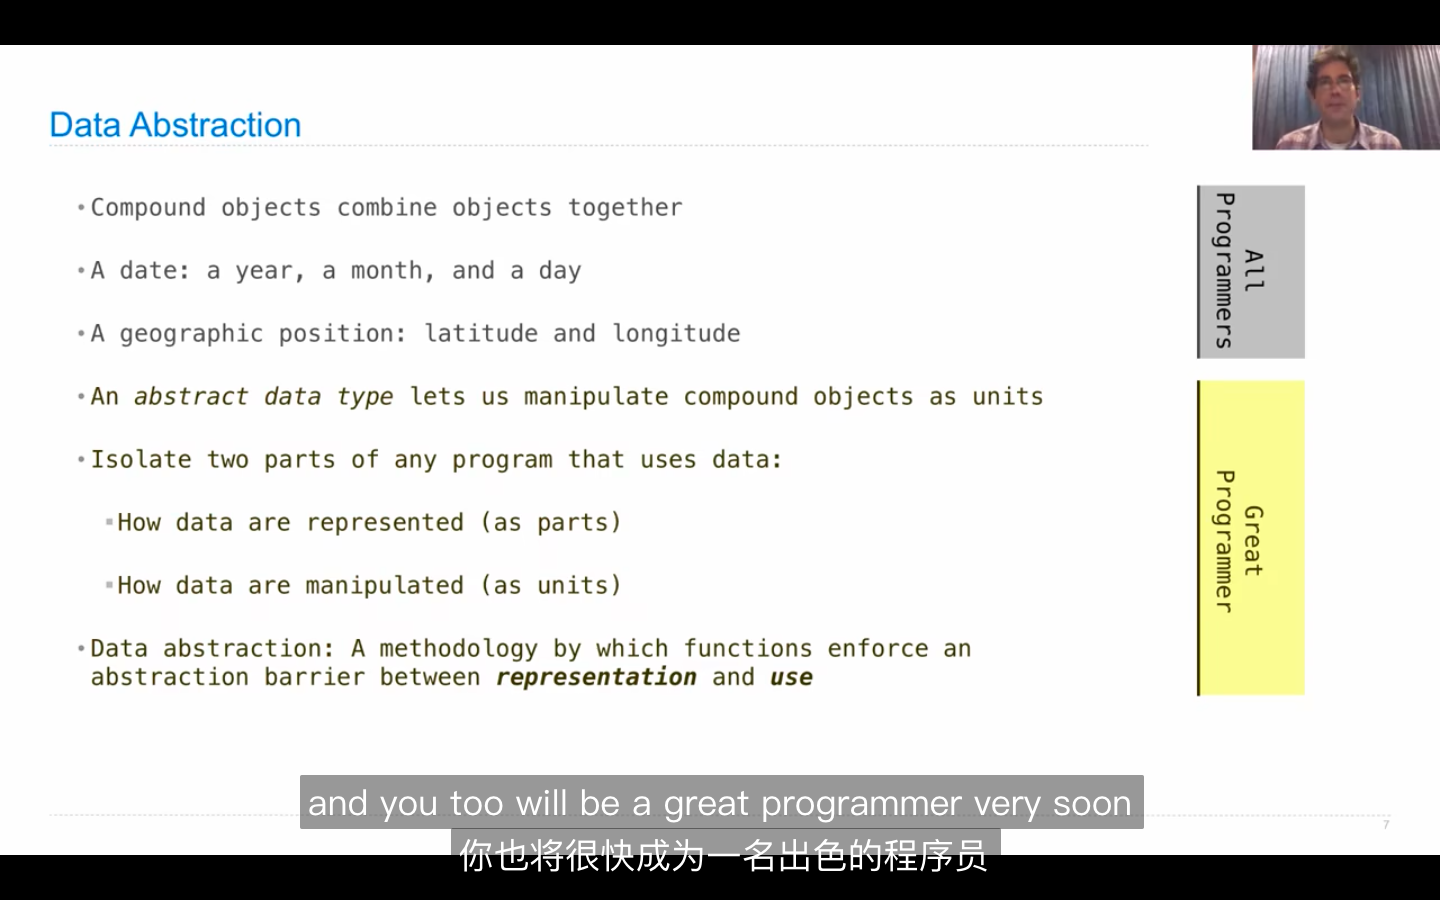 Data Abstraction
•Compound objects combine objects together
•A date: a year, a month, and a day
•A geographic position: latitude and longitude
•An abstract data type lets us manipulate compound objects as units
•Isolate two parts of any program that uses data:
▪How data are represented (as parts)
▪How data are manipulated (as units)
•Data abstraction: A methodology by which functions enforce an
abstraction barrier between representation and use
All
Programmers
Great
Programmer
and you too will be a great programmer very soon
你也将很快成为一名出色的程序员
7